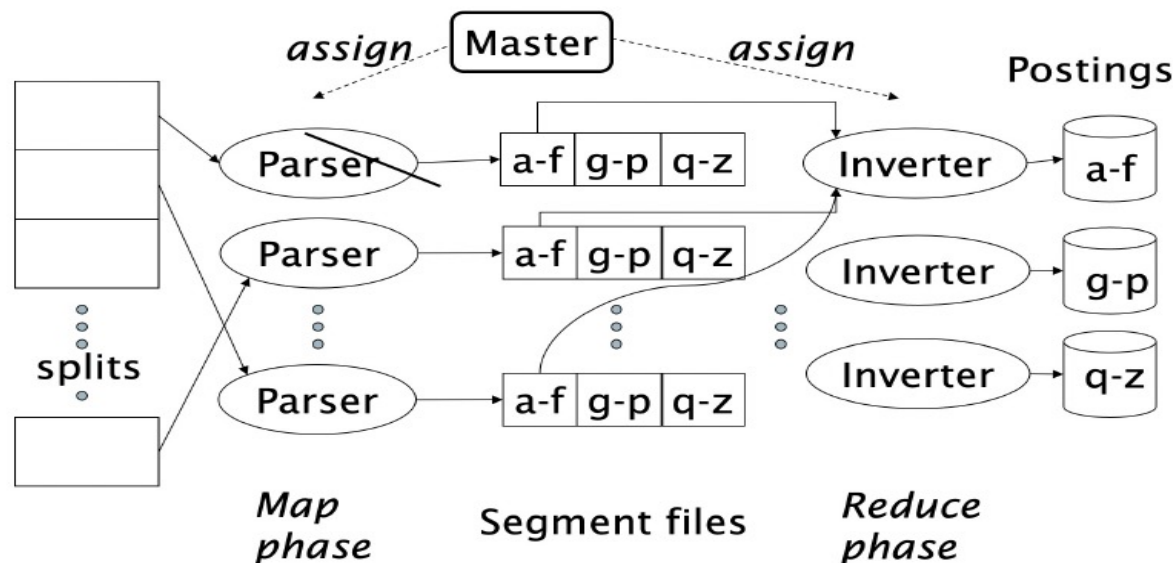 assign
Master
assign
Postings
Parser
a-f g-p q-z
Inverter
a-f
Parser
a-f g-p q-z
Inverter
g-p
splits
Parser
a-f g-p q-z
Inverter
q-z
Map
phase
Segment files
Reduce
phase